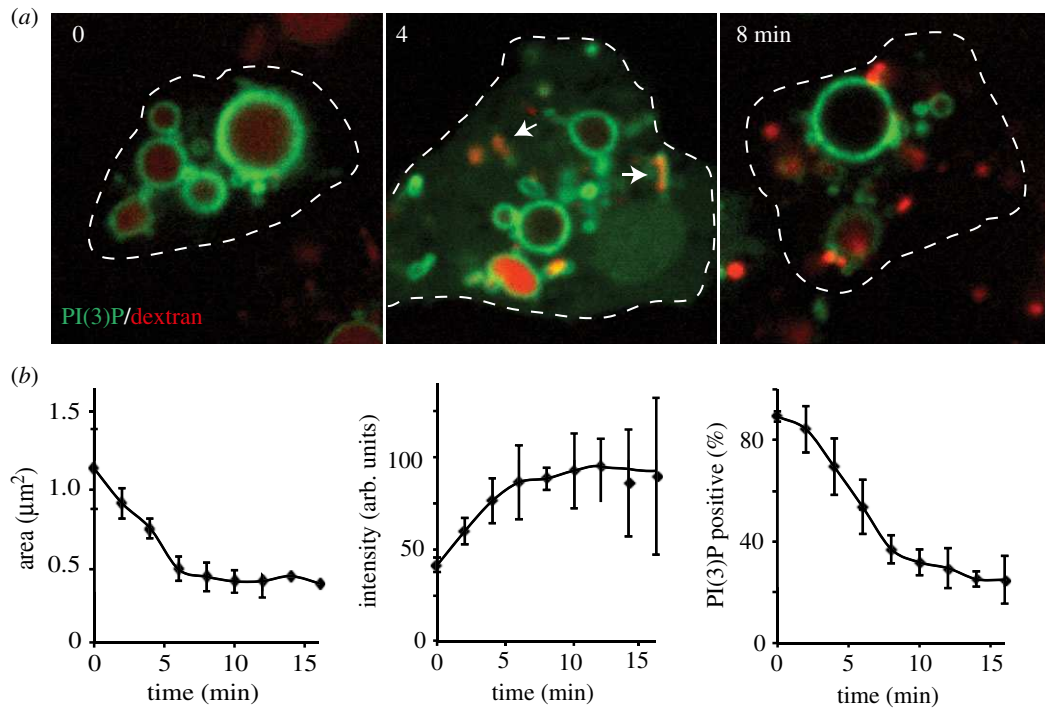 (a)
0
4
8 min
PI(3)P/dextran
(b)
1.5
1.0
0.5
0
area (μm²)
0 5 10 15
time (min)
100
50
0
intensity (arb. units)
0 5 10 15
time (min)
80
40
0
PI(3)P positive (%)
0 5 10 15
time (min)